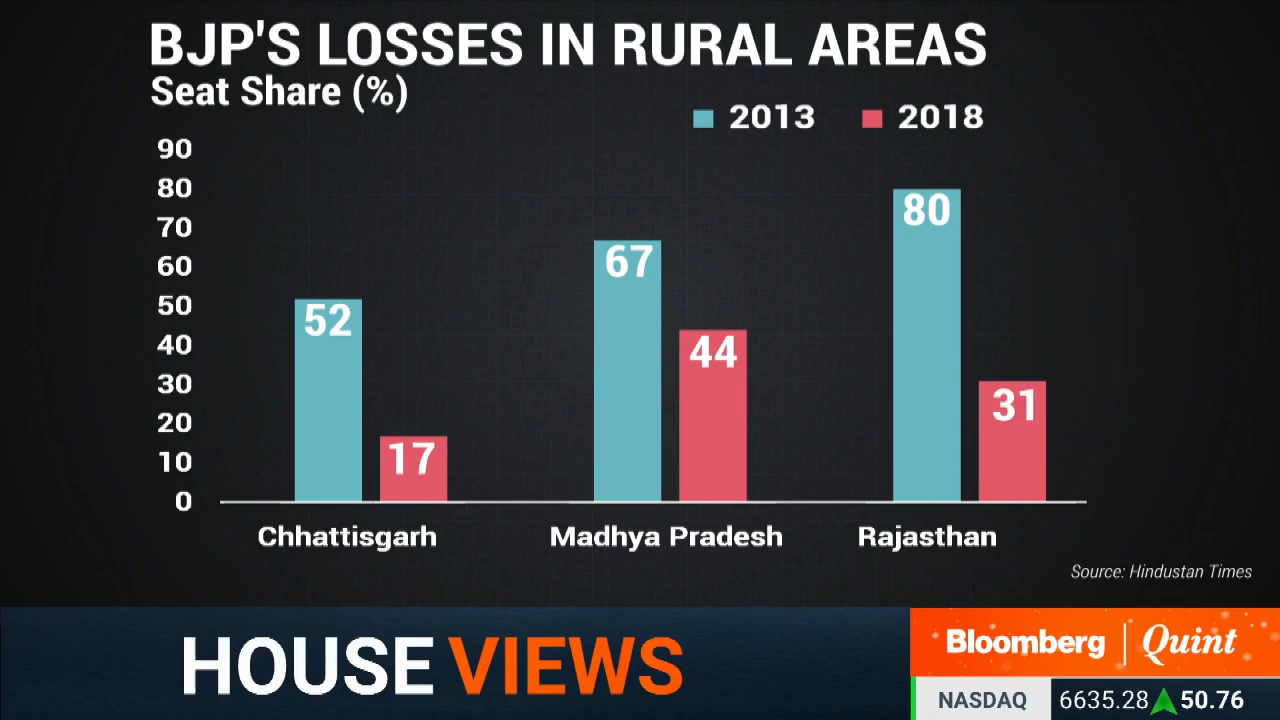 BJP'S LOSSES IN RURAL AREAS
Seat Share (%)
2013 2018
90
80
70
60
50
40
30
20
10
0
52 17 67 44 80 31
Chhattisgarh Madhya Pradesh Rajasthan
Source: Hindustan Times
HOUSE VIEWS
Bloomberg | Quint
NASDAQ 6635.28 50.76